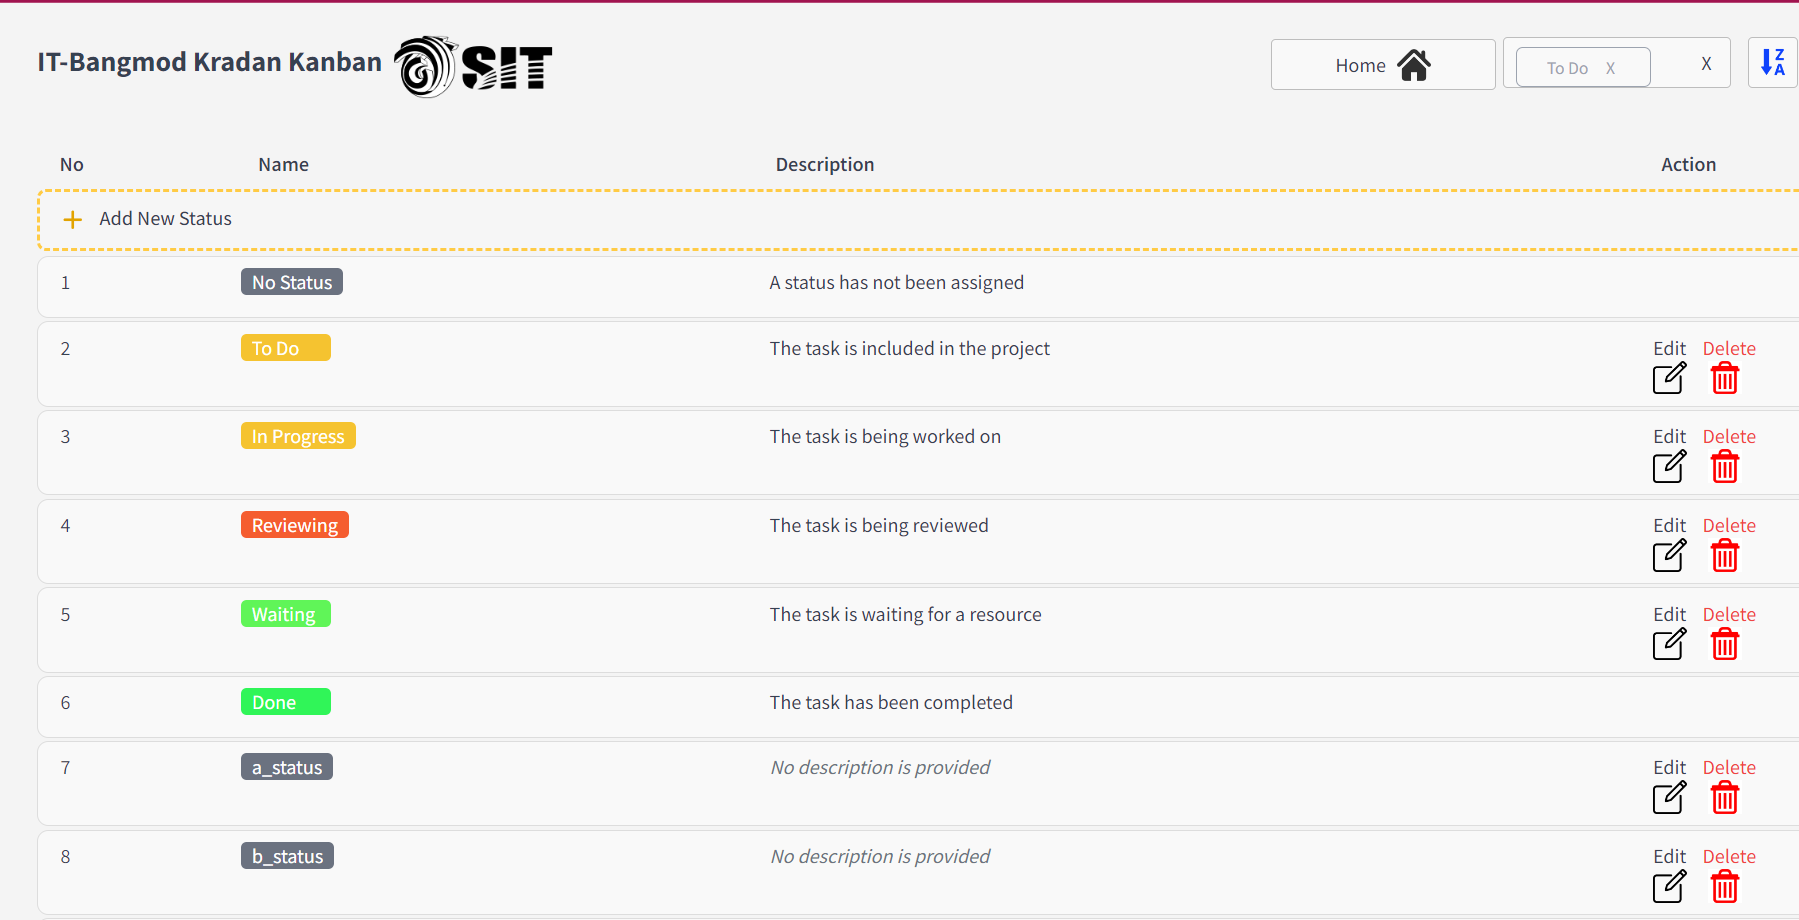 IT-Bangmod Kradan Kanban SIT
Home To Do X X Z A
No Name Description Action
+ Add New Status
1 No Status A status has not been assigned
2 To Do The task is included in the project Edit Delete
3 In Progress The task is being worked on Edit Delete
4 Reviewing The task is being reviewed Edit Delete
5 Waiting The task is waiting for a resource Edit Delete
6 Done The task has been completed
7 a_status No description is provided Edit Delete
8 b_status No description is provided Edit Delete